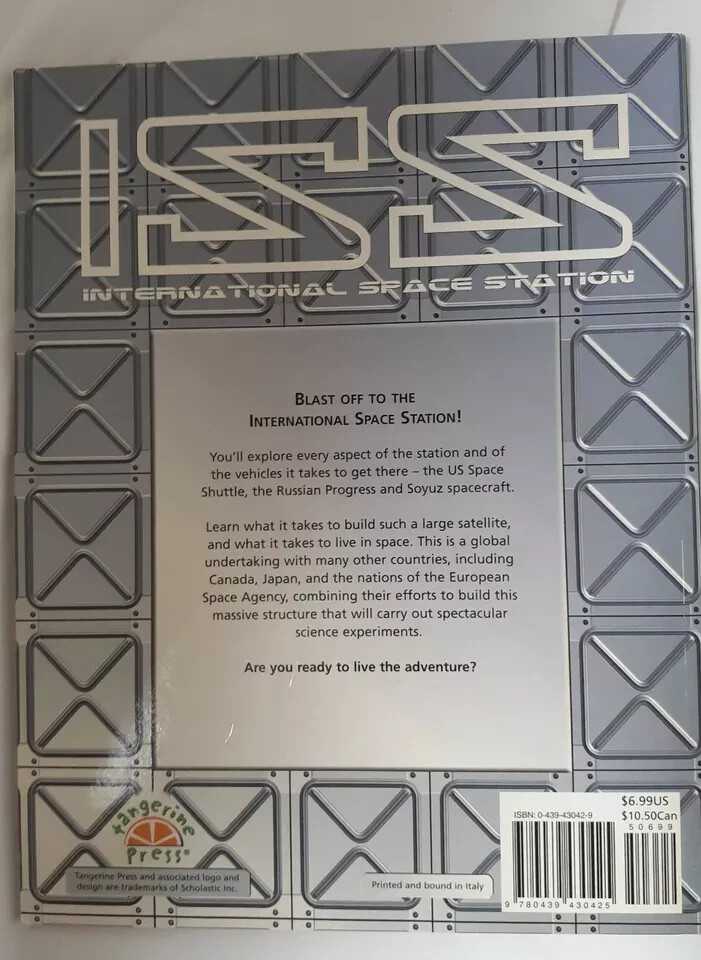 ISS
INTERNATIONAL SPACE STATION
BLAST OFF TO THE
INTERNATIONAL SPACE STATION!
You'll explore every aspect of the station and of
the vehicles it takes to get there – the US Space
Shuttle, the Russian Progress and Soyuz spacecraft.
Learn what it takes to build such a large satellite,
and what it takes to live in space. This is a global
undertaking with many other countries, including
Canada, Japan, and the nations of the European
Space Agency, combining their efforts to build this
massive structure that will carry out spectacular
science experiments.
Are you ready to live the adventure?
tangerine
press®
Tangerine Press and associated logo and
design are trademarks of Scholastic Inc.
Printed and bound in Italy
$6.99US
$10.50Can
ISBN: 0-439-43042-9
50699
9 780439 430425